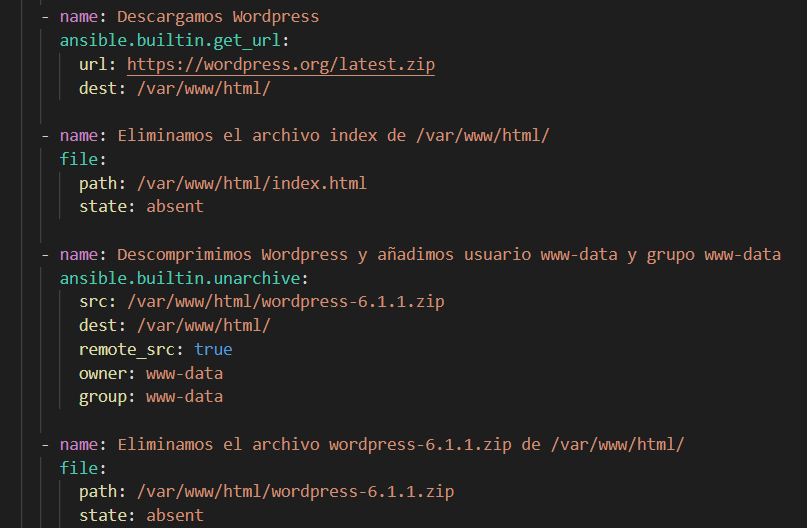 - name: Descargamos Wordpress
ansible.builtin.get_url:
url: https://wordpress.org/latest.zip
dest: /var/www/html/
- name: Eliminamos el archivo index de /var/www/html/
file:
path: /var/www/html/index.html
state: absent
- name: Descomprimimos Wordpress y añadimos usuario www-data y grupo www-data
ansible.builtin.unarchive:
src: /var/www/html/wordpress-6.1.1.zip
dest: /var/www/html/
remote_src: true
owner: www-data
group: www-data
- name: Eliminamos el archivo wordpress-6.1.1.zip de /var/www/html/
file:
path: /var/www/html/wordpress-6.1.1.zip
state: absent